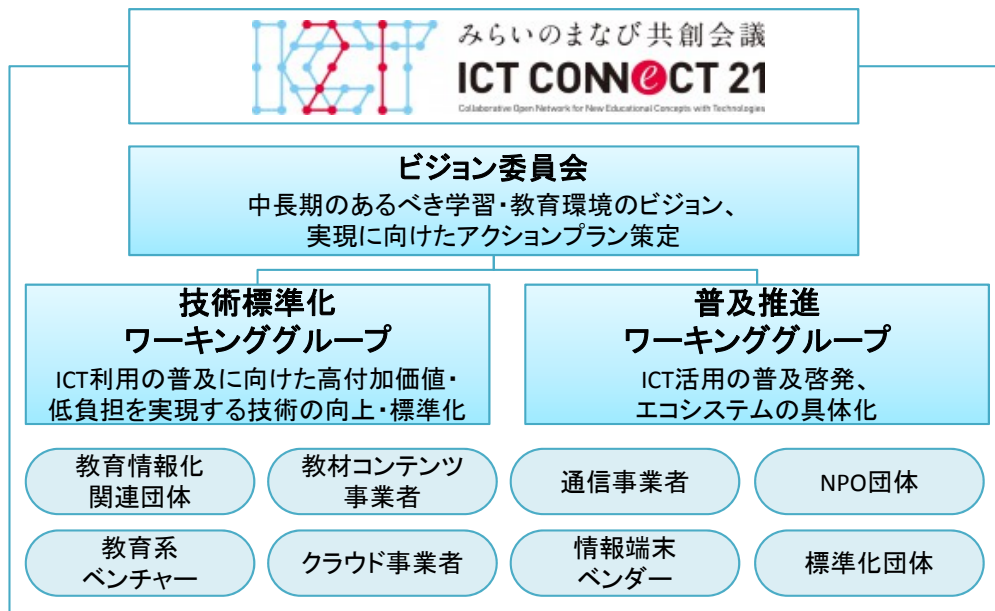 みらいのまなび共創会議
ICT CONNeCT 21
Collaborative Open Network for New Educational Concepts with Technologies
ビジョン委員会
中長期のあるべき学習・教育環境のビジョン、
実現に向けたアクションプラン策定
技術標準化
ワーキンググループ
ICT利用の普及に向けた高付加価値・
低負担を実現する技術の向上・標準化
普及推進
ワーキンググループ
ICT活用の普及啓発、
エコシステムの具体化
教育情報化
関連団体
教材コンテンツ
事業者
通信事業者
NPO団体
教育系
ベンチャー
クラウド事業者
情報端末
ベンダー
標準化団体